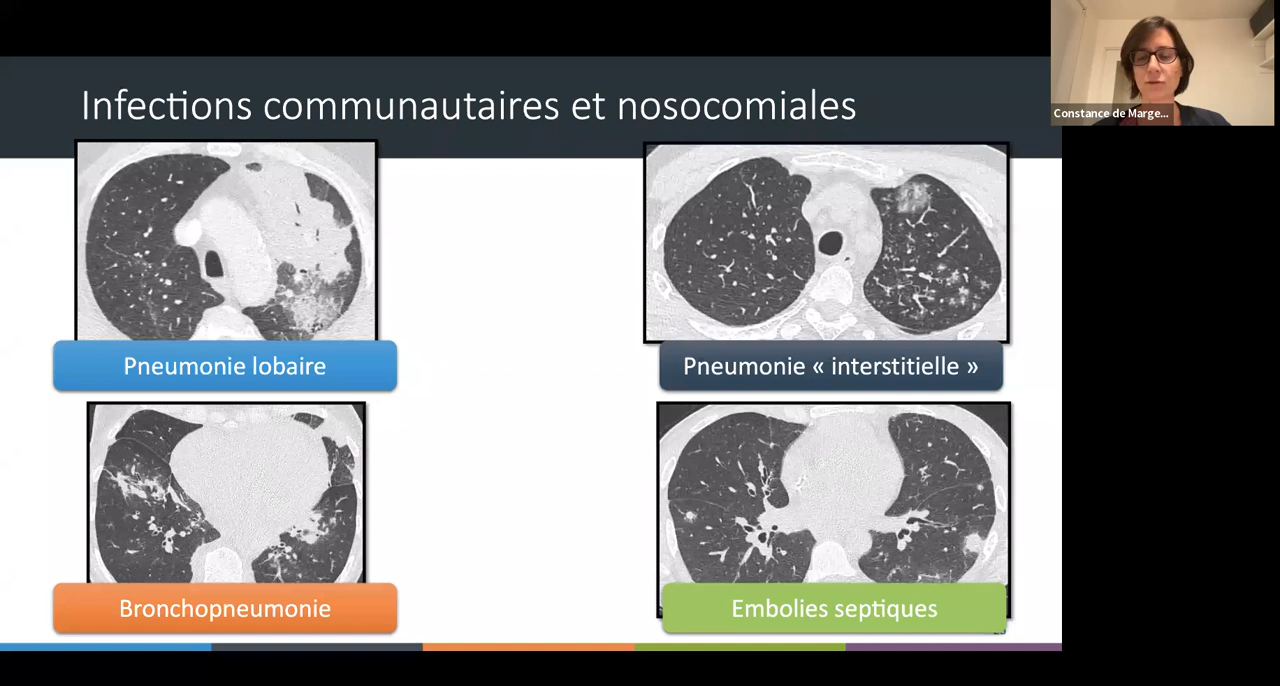 Infections communautaires et nosocomiales
Constance de Marge...
Pneumonie lobaire
Pneumonie « interstitielle »
Bronchopneumonie
Embolies septiques